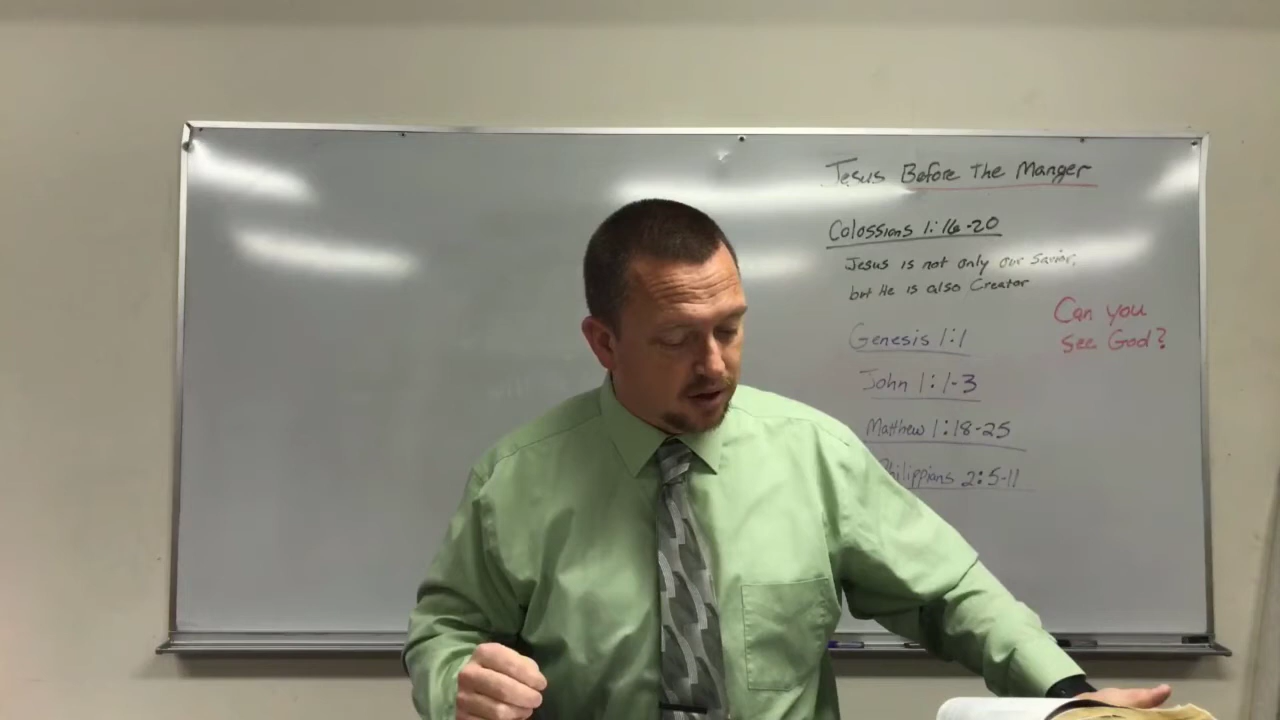 Jesus Before The Manger
Colossians 1:16-20
Jesus is not only our Savior,
but He is also Creator
Can you
see God?
Genesis 1:1
John 1:1-3
Matthew 1:18-25
Philippians 2:5-11